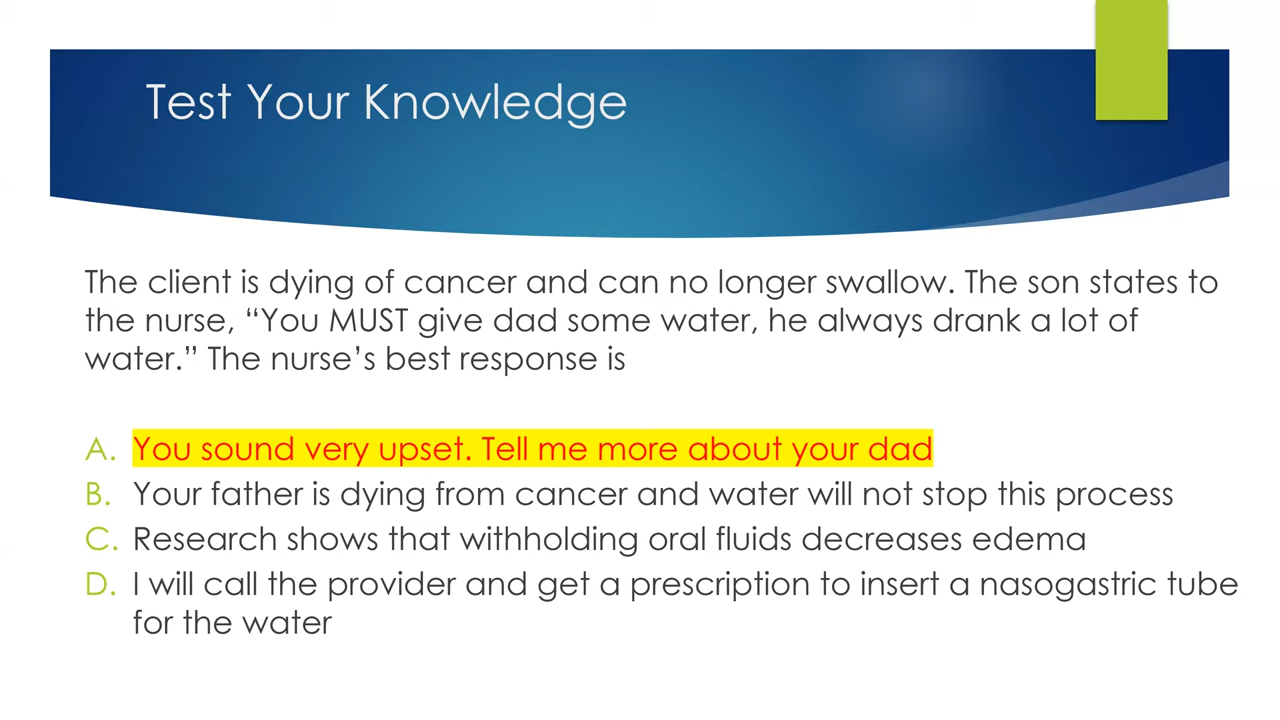 Test Your Knowledge
The client is dying of cancer and can no longer swallow. The son states to
the nurse, “You MUST give dad some water, he always drank a lot of
water.” The nurse’s best response is
A. You sound very upset. Tell me more about your dad
B. Your father is dying from cancer and water will not stop this process
C. Research shows that withholding oral fluids decreases edema
D. I will call the provider and get a prescription to insert a nasogastric tube
for the water